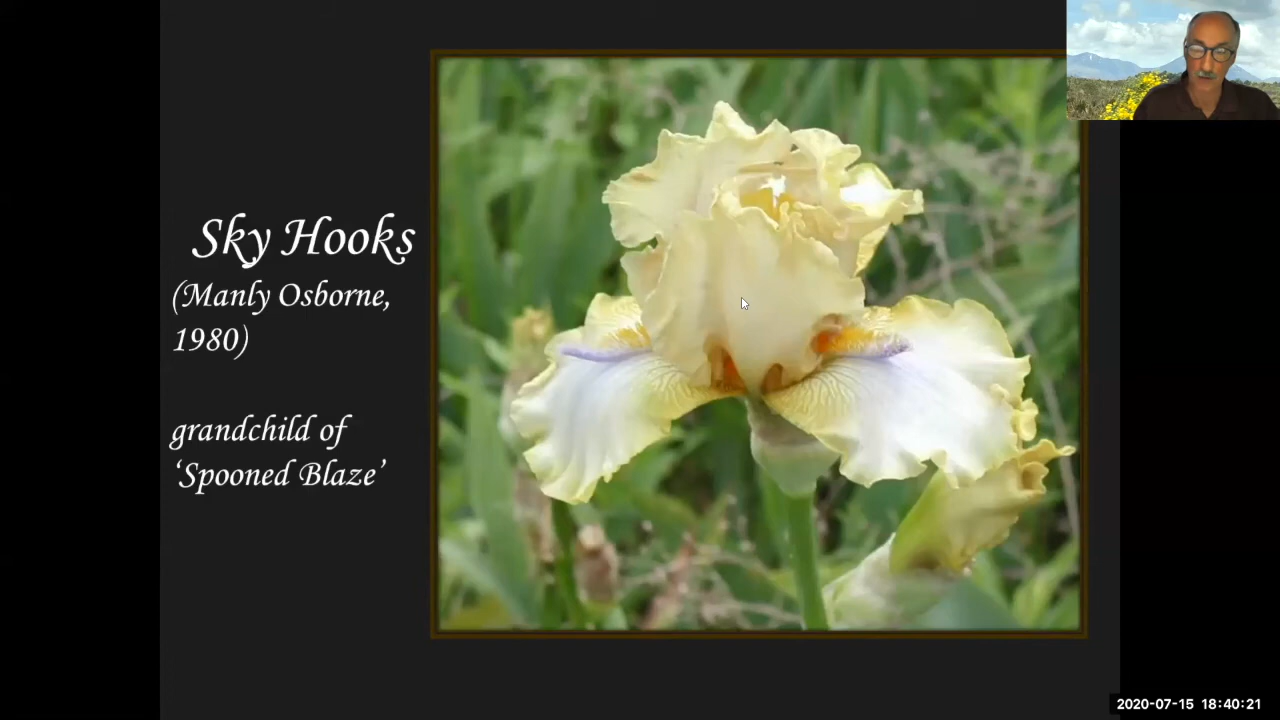 Sky Hooks
(Manly Osborne,
1980)
grandchild of
‘Spooned Blaze’
2020-07-15 18:40:21